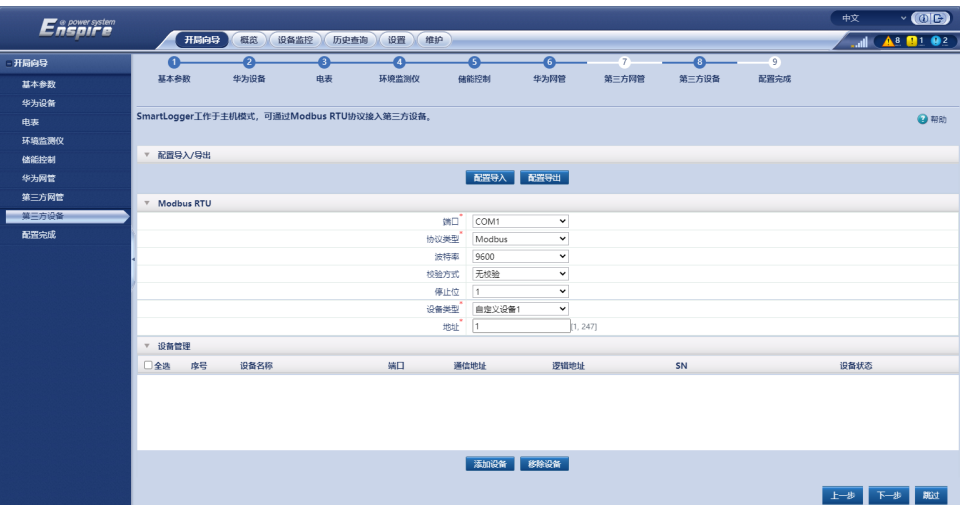 @ power system
Enspire
中文
开局向导 概览 设备监控 历史查询 设置 维护
8 1 2
开局向导
基本参数
华为设备
电表
环境监测仪
储能控制
华为网管
第三方网管
第三方设备
配置完成
1 2 3 4 5 6 7 8 9
基本参数 华为设备 电表 环境监测仪 储能控制 华为网管 第三方网管 第三方设备 配置完成
SmartLogger工作于主机模式，可通过Modbus RTU协议接入第三方设备。
帮助
配置导入/导出
配置导入 配置导出
Modbus RTU
端口* COM1
协议类型* Modbus
波特率 9600
校验方式 无校验
停止位 1
设备类型* 自定义设备1
地址* 1 [1, 247]
设备管理
全选 序号 设备名称 端口 通信地址 逻辑地址 SN 设备状态
添加设备 移除设备
上一步 下一步 跳过